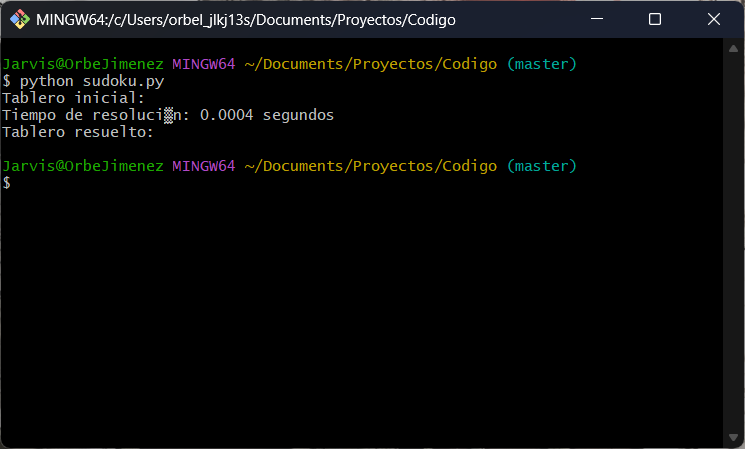 MINGW64:/c/Users/orbel_jlkj13s/Documents/Proyectos/Codigo
Jarvis@OrbeJimenez MINGW64 ~/Documents/Proyectos/Codigo (master)
$ python sudoku.py
Tablero inicial:
Tiempo de resoluci▒n: 0.0004 segundos
Tablero resuelto:
Jarvis@OrbeJimenez MINGW64 ~/Documents/Proyectos/Codigo (master)
$